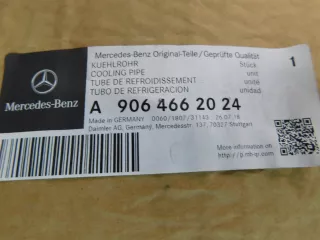 Mercedes-Benz Original-Teile/Geprüfte Qualität
KUEHLROHR Stück 1
COOLING PIPE unit
TUBE DE REFROIDISSEMENT unité
TUBO DE REFRIGERACION unidad
Mercedes-Benz
A 906 466 20 24
Made in GERMANY
Daimler AG, Germany, Mercedesstr. 137, 70327 Stuttgart
More information on